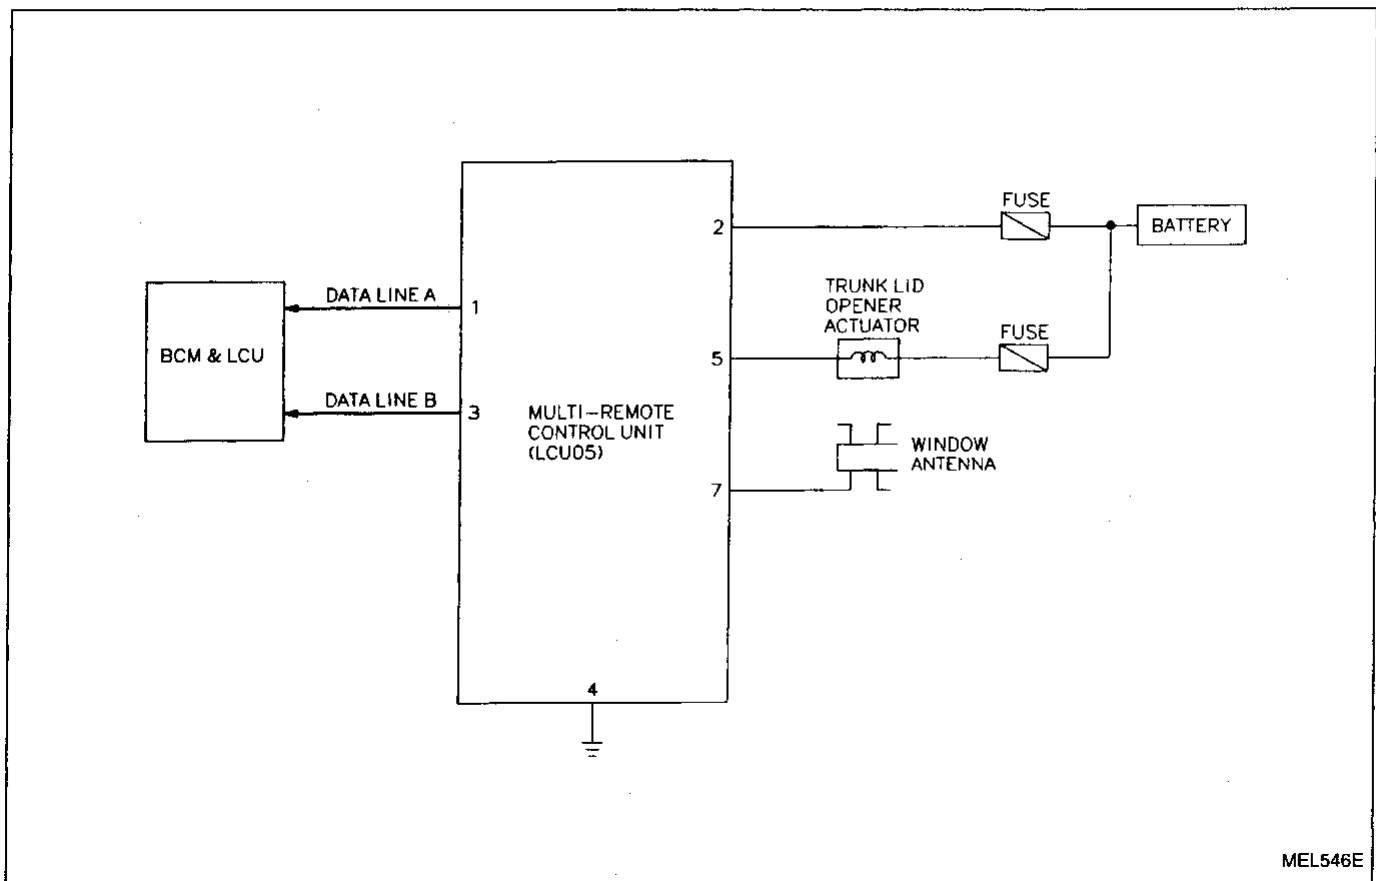 FUSE
2
BATTERY
TRUNK LID
OPENER
ACTUATOR
DATA LINE A
1
FUSE
BCM & LCU
5
DATA LINE B
3
MULTI-REMOTE
CONTROL UNIT
(LCU05)
WINDOW
ANTENNA
7
4
MEL546E